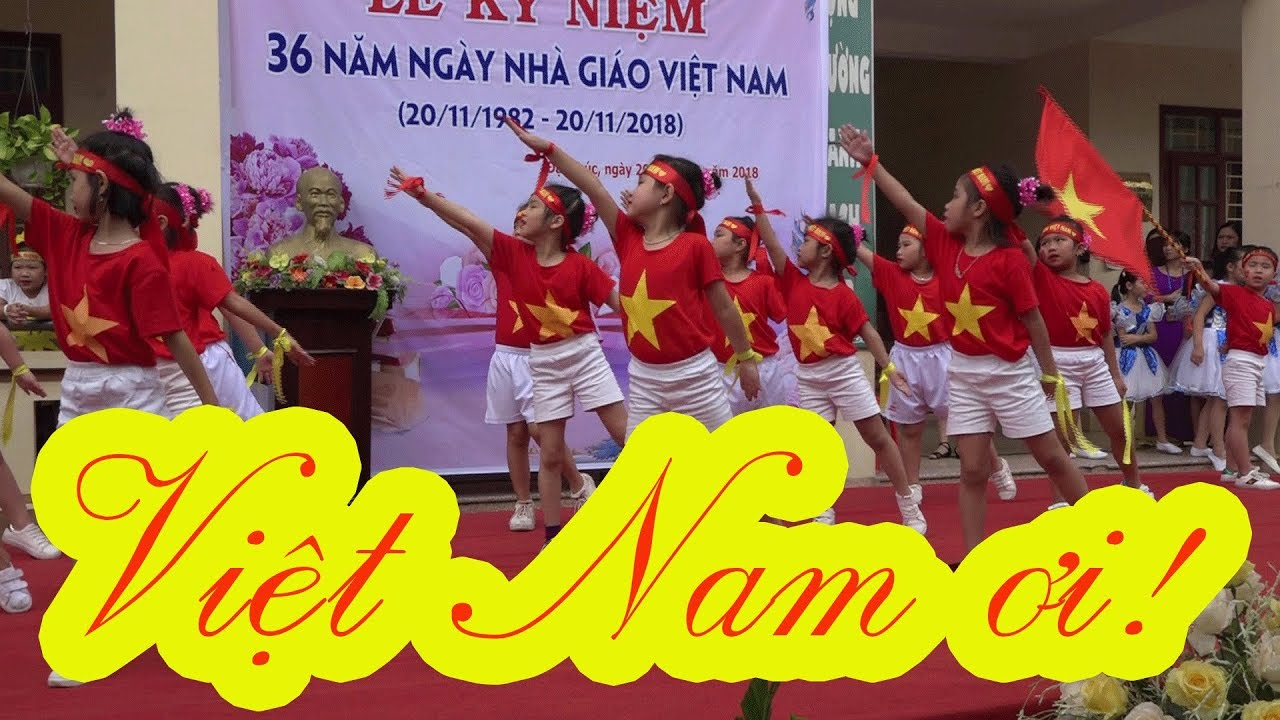 LỄ KỶ NIỆM
36 NĂM NGÀY NHÀ GIÁO VIỆT NAM
(20/11/1982 - 20/11/2018)
ngày
2018
Việt Nam ơi!